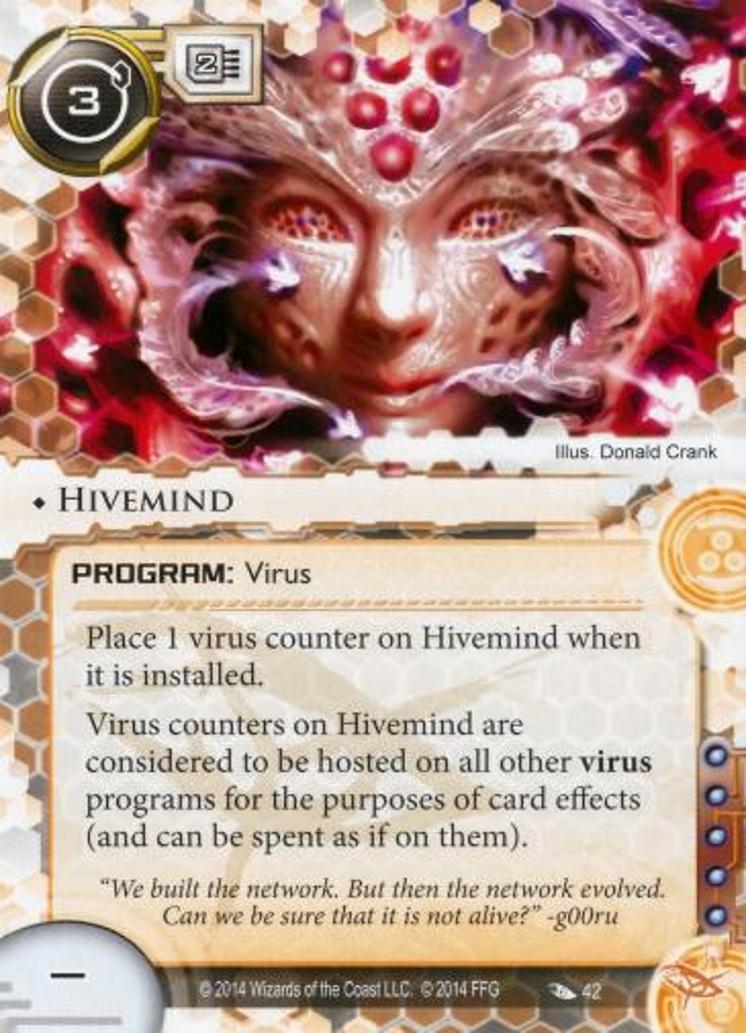 3
2
Illus. Donald Crank
♦ HIVEMIND
PROGRAM: Virus
Place 1 virus counter on Hivemind when
it is installed.
Virus counters on Hivemind are
considered to be hosted on all other virus
programs for the purposes of card effects
(and can be spent as if on them).
“We built the network. But then the network evolved.
Can we be sure that it is not alive?” -g00ru
–
© 2014 Wizards of the Coast LLC. © 2014 FFG
42